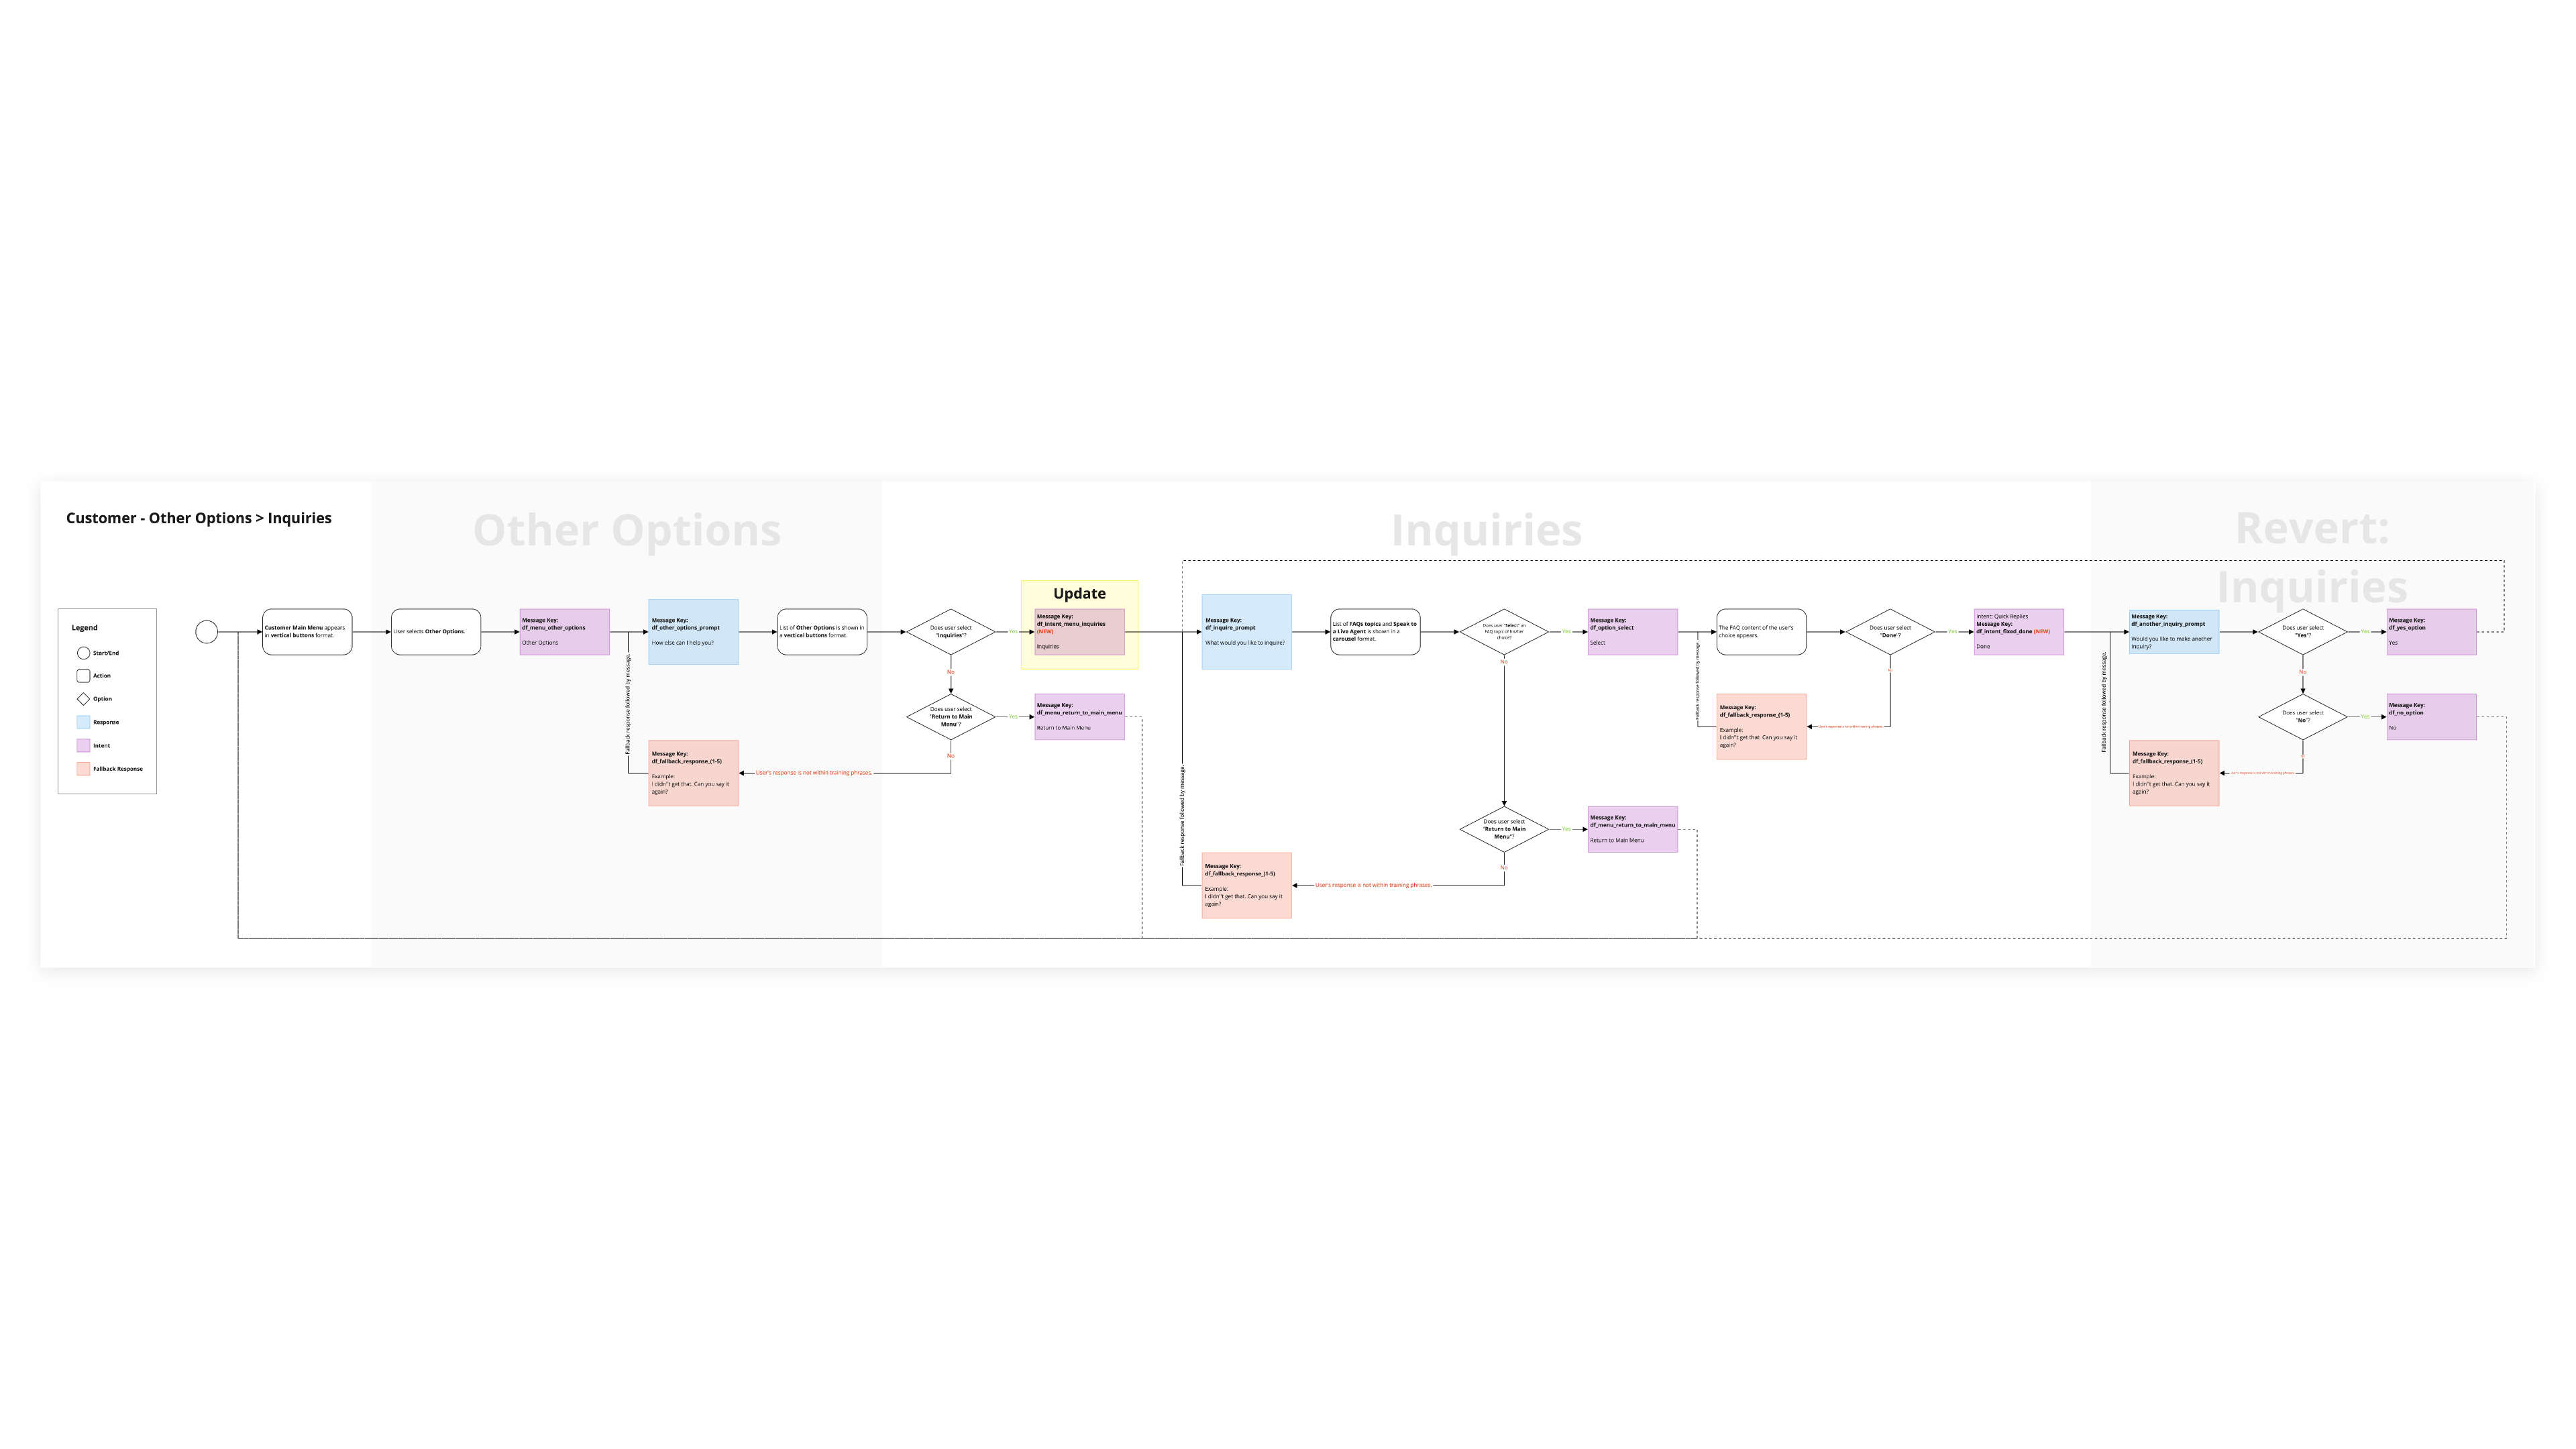 Customer - Other Options > Inquiries
Other Options
Inquiries
Revert:
Inquiries
Legend
Start/End
Action
Option
Response
Intent
Fallback Response
Customer Main Menu appears
in vertical buttons format.
User selects Other Options.
Message Key:
df_menu_other_options
Other Options
Fallback response followed by message.
Message Key:
df_other_options_prompt
How else can I help you?
List of Other Options is shown in
a vertical buttons format.
Does user select
"Inquiries"?
Yes
No
Update
Message Key:
df_intent_menu_inquiries
(NEW)
Inquiries
Does user select
"Return to Main
Menu"?
Yes
No
Message Key:
df_menu_return_to_main_menu
Return to Main Menu
User's response is not within training phrases.
Message Key:
df_fallback_response_(1-5)
Example:
I didn"t get that. Can you say it
again?
Fallback response followed by message.
Message Key:
df_inquire_prompt
What would you like to inquire?
List of FAQs topics and Speak to
a Live Agent is shown in a
carousel format.
Does user "Select" an
FAQ topic of his/her
choice?
Yes
No
Message Key:
df_option_select
Select
Does user select
"Return to Main
Menu"?
Yes
No
Message Key:
df_menu_return_to_main_menu
Return to Main Menu
User's response is not within training phrases.
Message Key:
df_fallback_response_(1-5)
Example:
I didn"t get that. Can you say it
again?
Fallback response followed by message.
The FAQ content of the user's
choice appears.
Does user select
"Done"?
Yes
User's response is not within training phrases.
Message Key:
df_fallback_response_(1-5)
Example:
I didn"t get that. Can you say it
again?
Intent: Quick Replies
Message Key:
df_intent_fixed_done (NEW)
Done
Fallback response followed by message.
Message Key:
df_another_inquiry_prompt
Would you like to make another
inquiry?
Does user select
"Yes"?
Yes
No
Message Key:
df_yes_option
Yes
Does user select
"No"?
Yes
Message Key:
df_no_option
No
User's response is not within training phrases.
Message Key:
df_fallback_response_(1-5)
Example:
I didn"t get that. Can you say it
again?